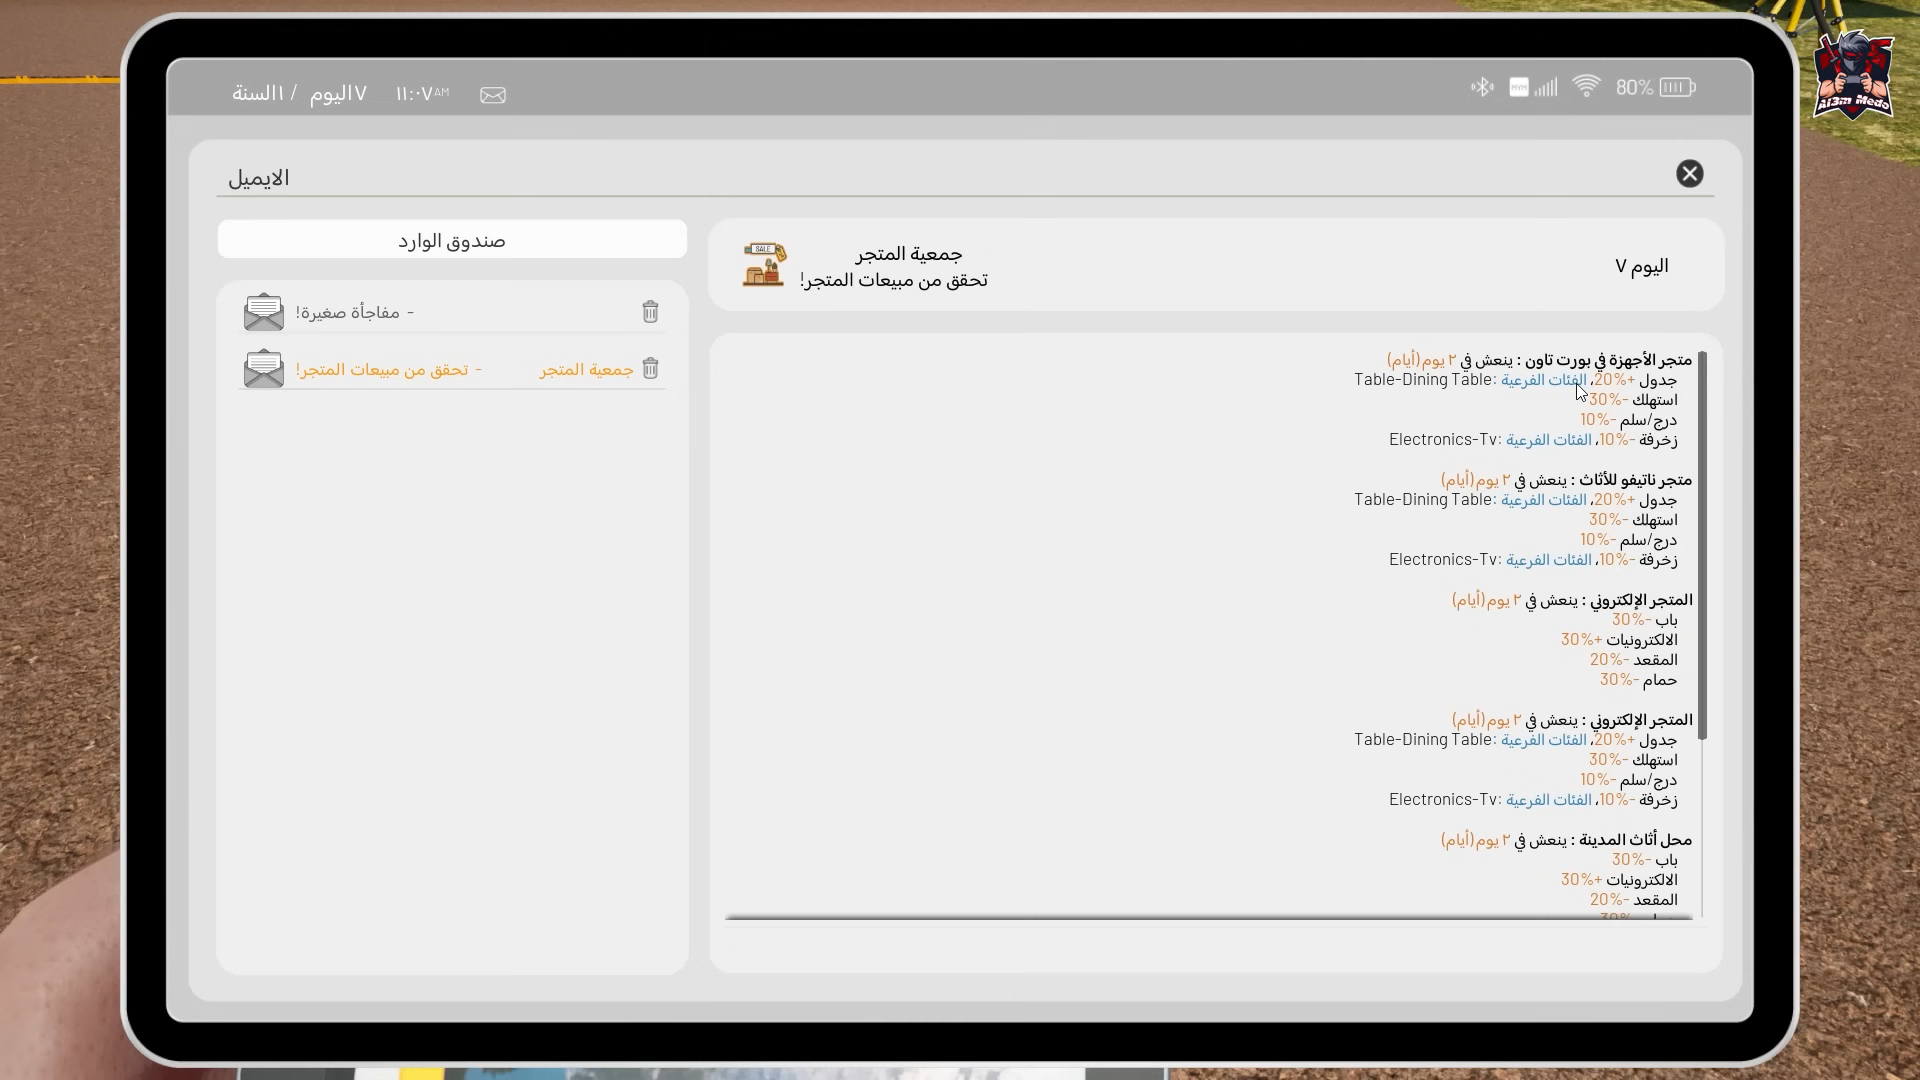 السنة١ / اليوم٧ ١١:٠٧ AM
80%
Al3m Medo
الايميل
صندوق الوارد
- مفاجأة صغيرة!
جمعية المتجر - تحقق من مبيعات المتجر!
جمعية المتجر
تحقق من مبيعات المتجر!
اليوم ٧
SALE
متجر الأجهزة في بورت تاون : ينعش في ٢ يوم(أيام)
جدول +%20، الفئات الفرعية :Table-Dining Table
استهلك -%30
درج/سلم -%10
زخرفة -%10، الفئات الفرعية :Electronics-Tv
متجر ناتيفو للأثاث : ينعش في ٢ يوم(أيام)
جدول +%20، الفئات الفرعية :Table-Dining Table
استهلك -%30
درج/سلم -%10
زخرفة -%10، الفئات الفرعية :Electronics-Tv
المتجر الإلكتروني : ينعش في ٢ يوم(أيام)
باب -%30
الالكترونيات +%30
المقعد -%20
حمام -%30
المتجر الإلكتروني : ينعش في ٢ يوم(أيام)
جدول +%20، الفئات الفرعية :Table-Dining Table
استهلك -%30
درج/سلم -%10
زخرفة -%10، الفئات الفرعية :Electronics-Tv
محل أثاث المدينة : ينعش في ٢ يوم(أيام)
باب -%30
الالكترونيات +%30
المقعد -%20